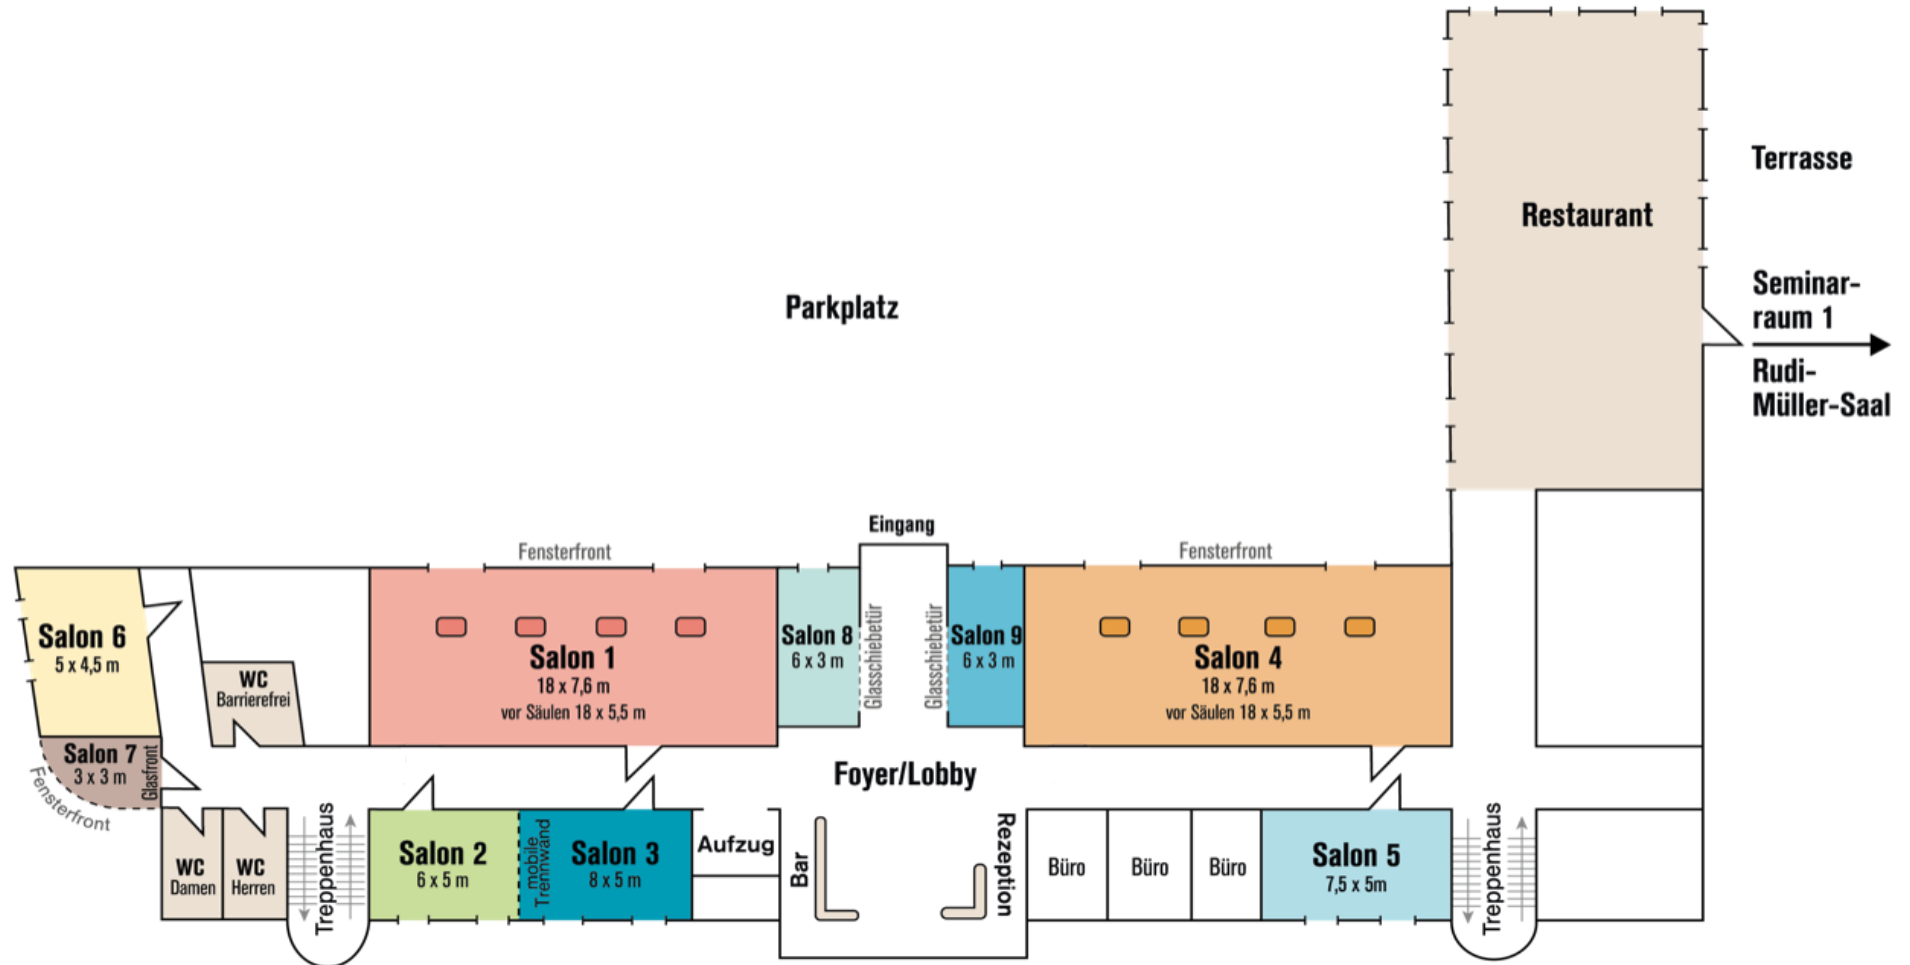 Terrasse
Restaurant
Seminar-
raum 1
Parkplatz
Rudi-
Müller-Saal
Eingang
Fensterfront
Fensterfront
Salon 6
5 x 4,5 m
WC
Barrierefrei
Salon 1
18 x 7,6 m
vor Säulen 18 x 5,5 m
Salon 8
6 x 3 m
Glasschiebetür
Glasschiebetür
Salon 9
6 x 3 m
Salon 4
18 x 7,6 m
vor Säulen 18 x 5,5 m
Salon 7
3 x 3 m
Glasfront
Fensterfront
Foyer/Lobby
WC
Damen
WC
Herren
Treppenhaus
Salon 2
6 x 5 m
mobile
Trennwand
Salon 3
8 x 5 m
Aufzug
Bar
Rezeption
Büro
Büro
Büro
Salon 5
7,5 x 5m
Treppenhaus